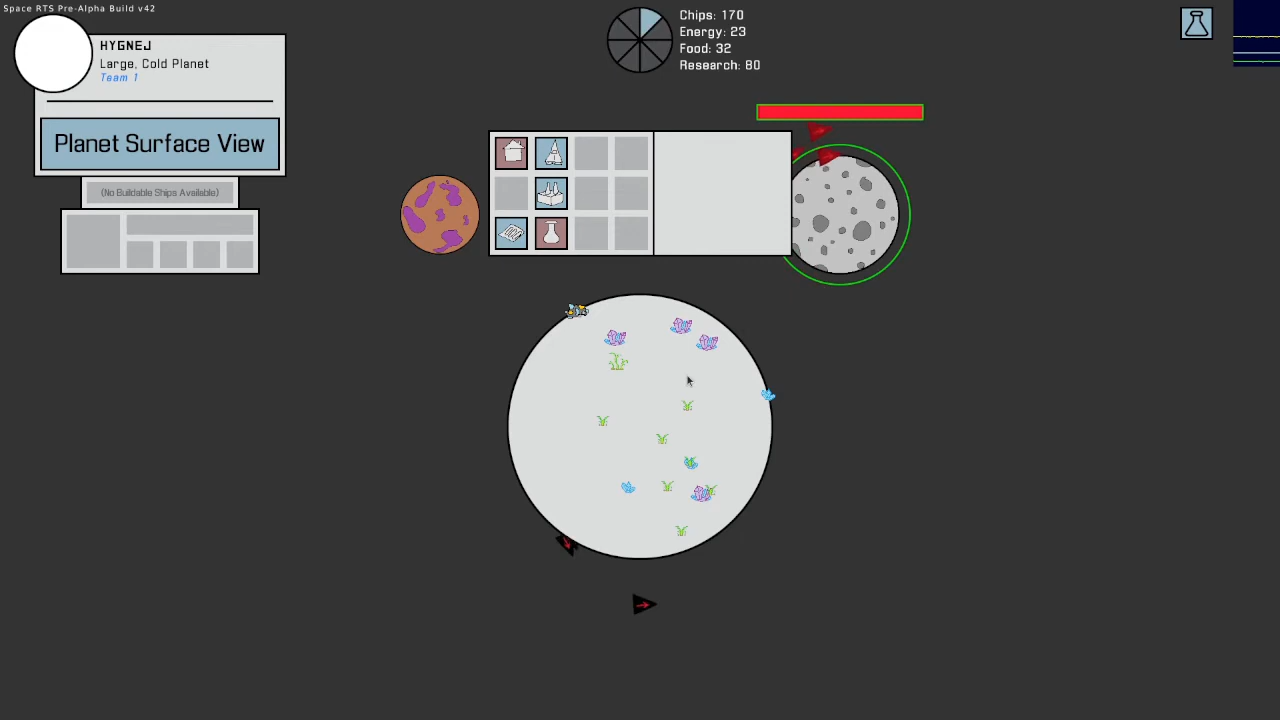 Space RTS Pre-Alpha Build v42
HYGNEJ
Large, Cold Planet
Team 1
Planet Surface View
(No Buildable Ships Available)
Chips: 170
Energy: 23
Food: 32
Research: 80